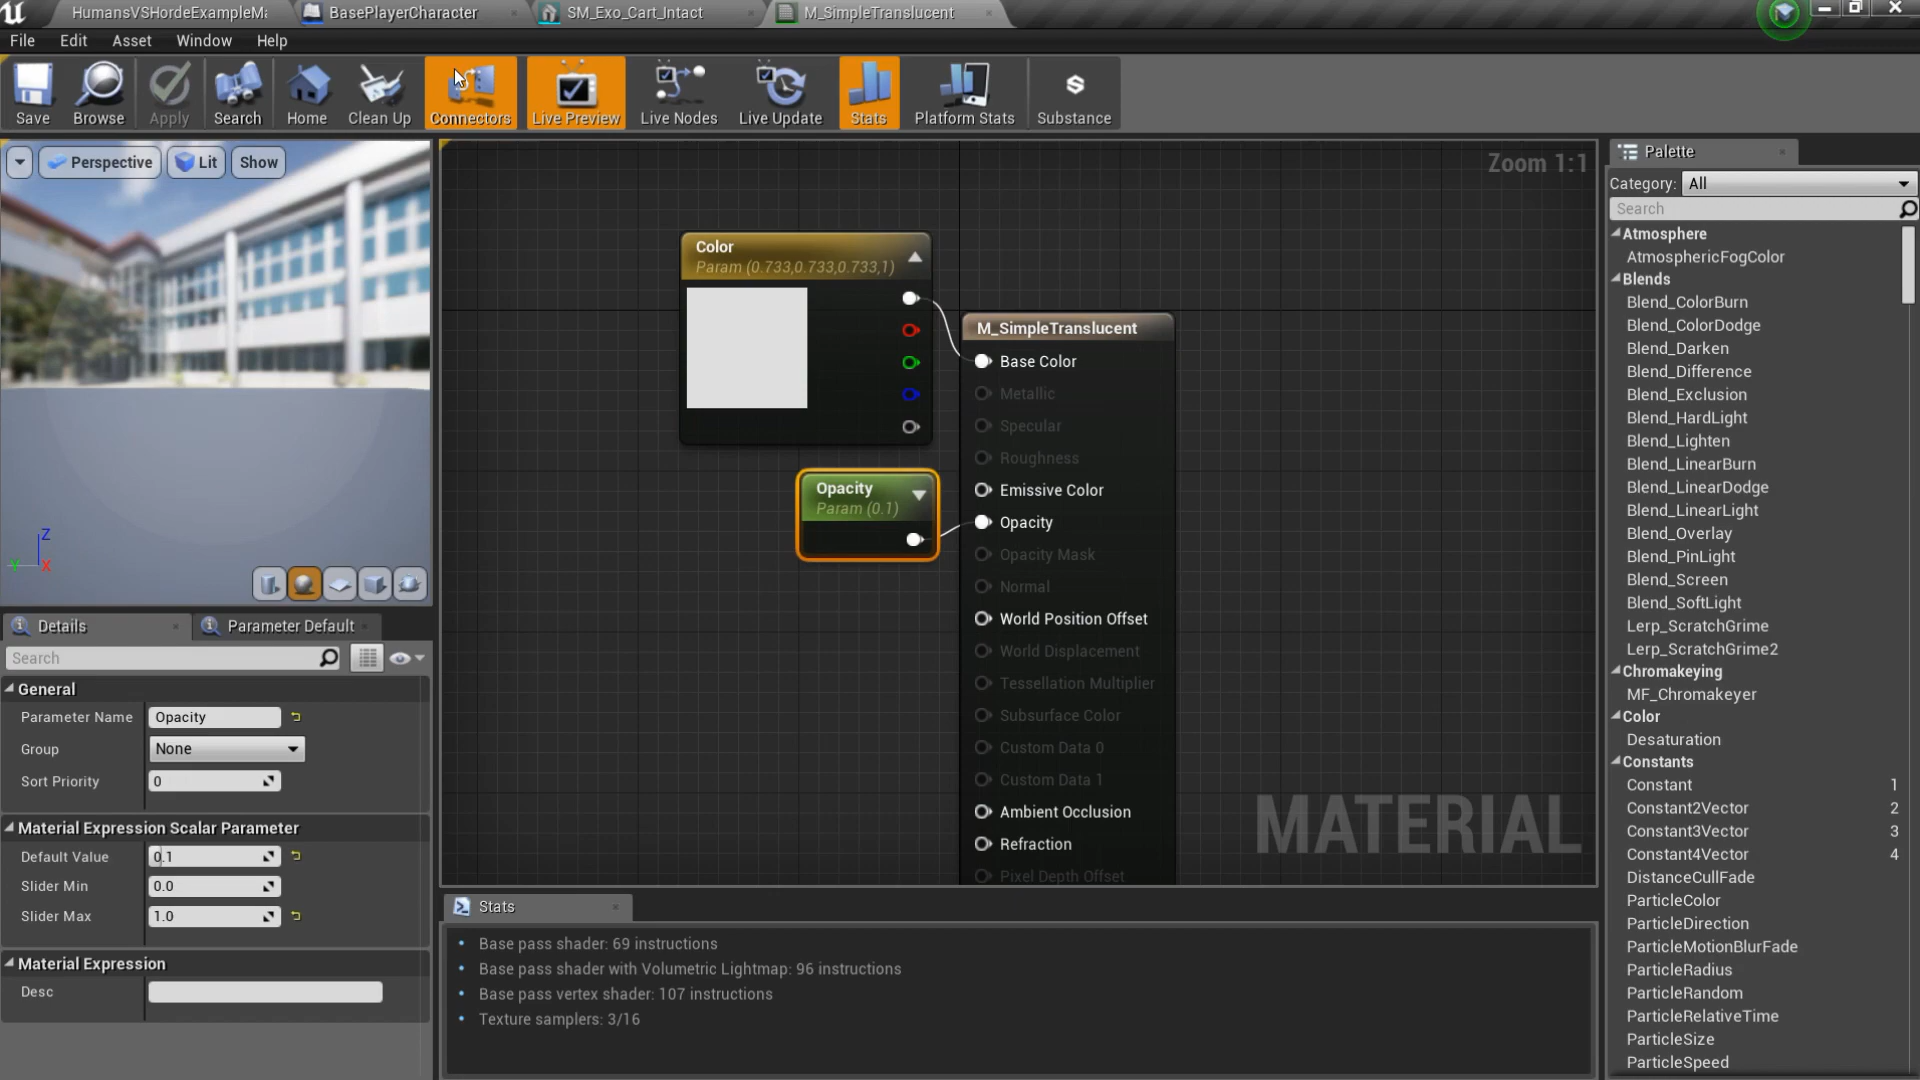 HumansVSHordeExampleMa
BasePlayerCharacter
SM_Exo_Cart_Intact
M_SimpleTranslucent
File Edit Asset Window Help
Save Browse Apply Search Home Clean Up Connectors Live Preview Live Nodes Live Update Stats Platform Stats Substance
Perspective Lit Show
Z
Y X
Details Parameter Default
Search
General
Parameter Name Opacity
Group None
Sort Priority 0
Material Expression Scalar Parameter
Default Value 0.1
Slider Min 0.0
Slider Max 1.0
Material Expression
Desc
Zoom 1:1
Color
Param (0.733,0.733,0.733,1)
Opacity
Param (0.1)
M_SimpleTranslucent
Base Color
Metallic
Specular
Roughness
Emissive Color
Opacity
Opacity Mask
Normal
World Position Offset
World Displacement
Tessellation Multiplier
Subsurface Color
Custom Data 0
Custom Data 1
Ambient Occlusion
Refraction
Pixel Depth Offset
MATERIAL
Stats
Base pass shader: 69 instructions
Base pass shader with Volumetric Lightmap: 96 instructions
Base pass vertex shader: 107 instructions
Texture samplers: 3/16
Palette
Category: All
Search
Atmosphere
AtmosphericFogColor
Blends
Blend_ColorBurn
Blend_ColorDodge
Blend_Darken
Blend_Difference
Blend_Exclusion
Blend_HardLight
Blend_Lighten
Blend_LinearBurn
Blend_LinearDodge
Blend_LinearLight
Blend_Overlay
Blend_PinLight
Blend_Screen
Blend_SoftLight
Lerp_ScratchGrime
Lerp_ScratchGrime2
Chromakeying
MF_Chromakeyer
Color
Desaturation
Constants
Constant 1
Constant2Vector 2
Constant3Vector 3
Constant4Vector 4
DistanceCullFade
ParticleColor
ParticleDirection
ParticleMotionBlurFade
ParticleRadius
ParticleRandom
ParticleRelativeTime
ParticleSize
ParticleSpeed